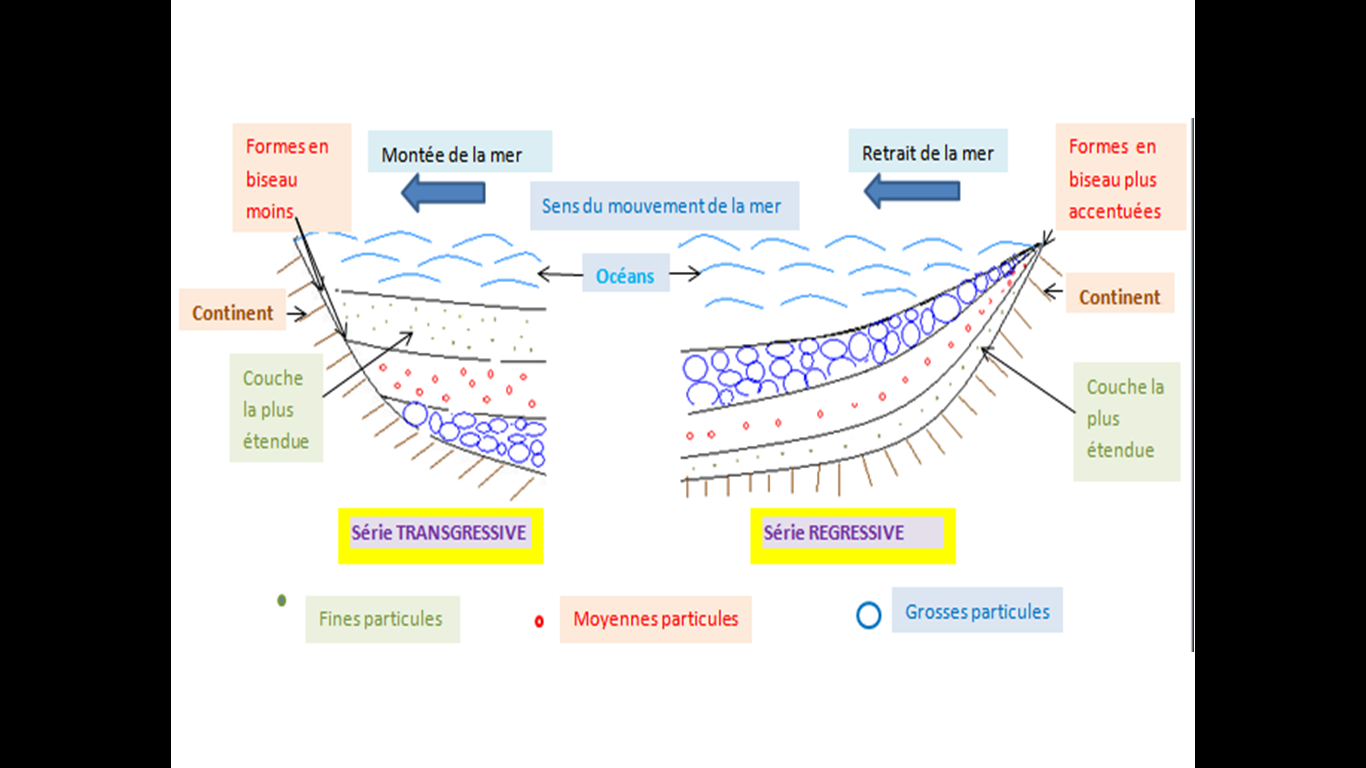 Formes en
biseau
moins
Montée de la mer
Sens du mouvement de la mer
Retrait de la mer
Formes en
biseau plus
accentuées
Océans
Continent
Continent
Couche
la plus
étendue
Couche la
plus
étendue
Série TRANSGRESSIVE
Série REGRESSIVE
Fines particules
Moyennes particules
Grosses particules